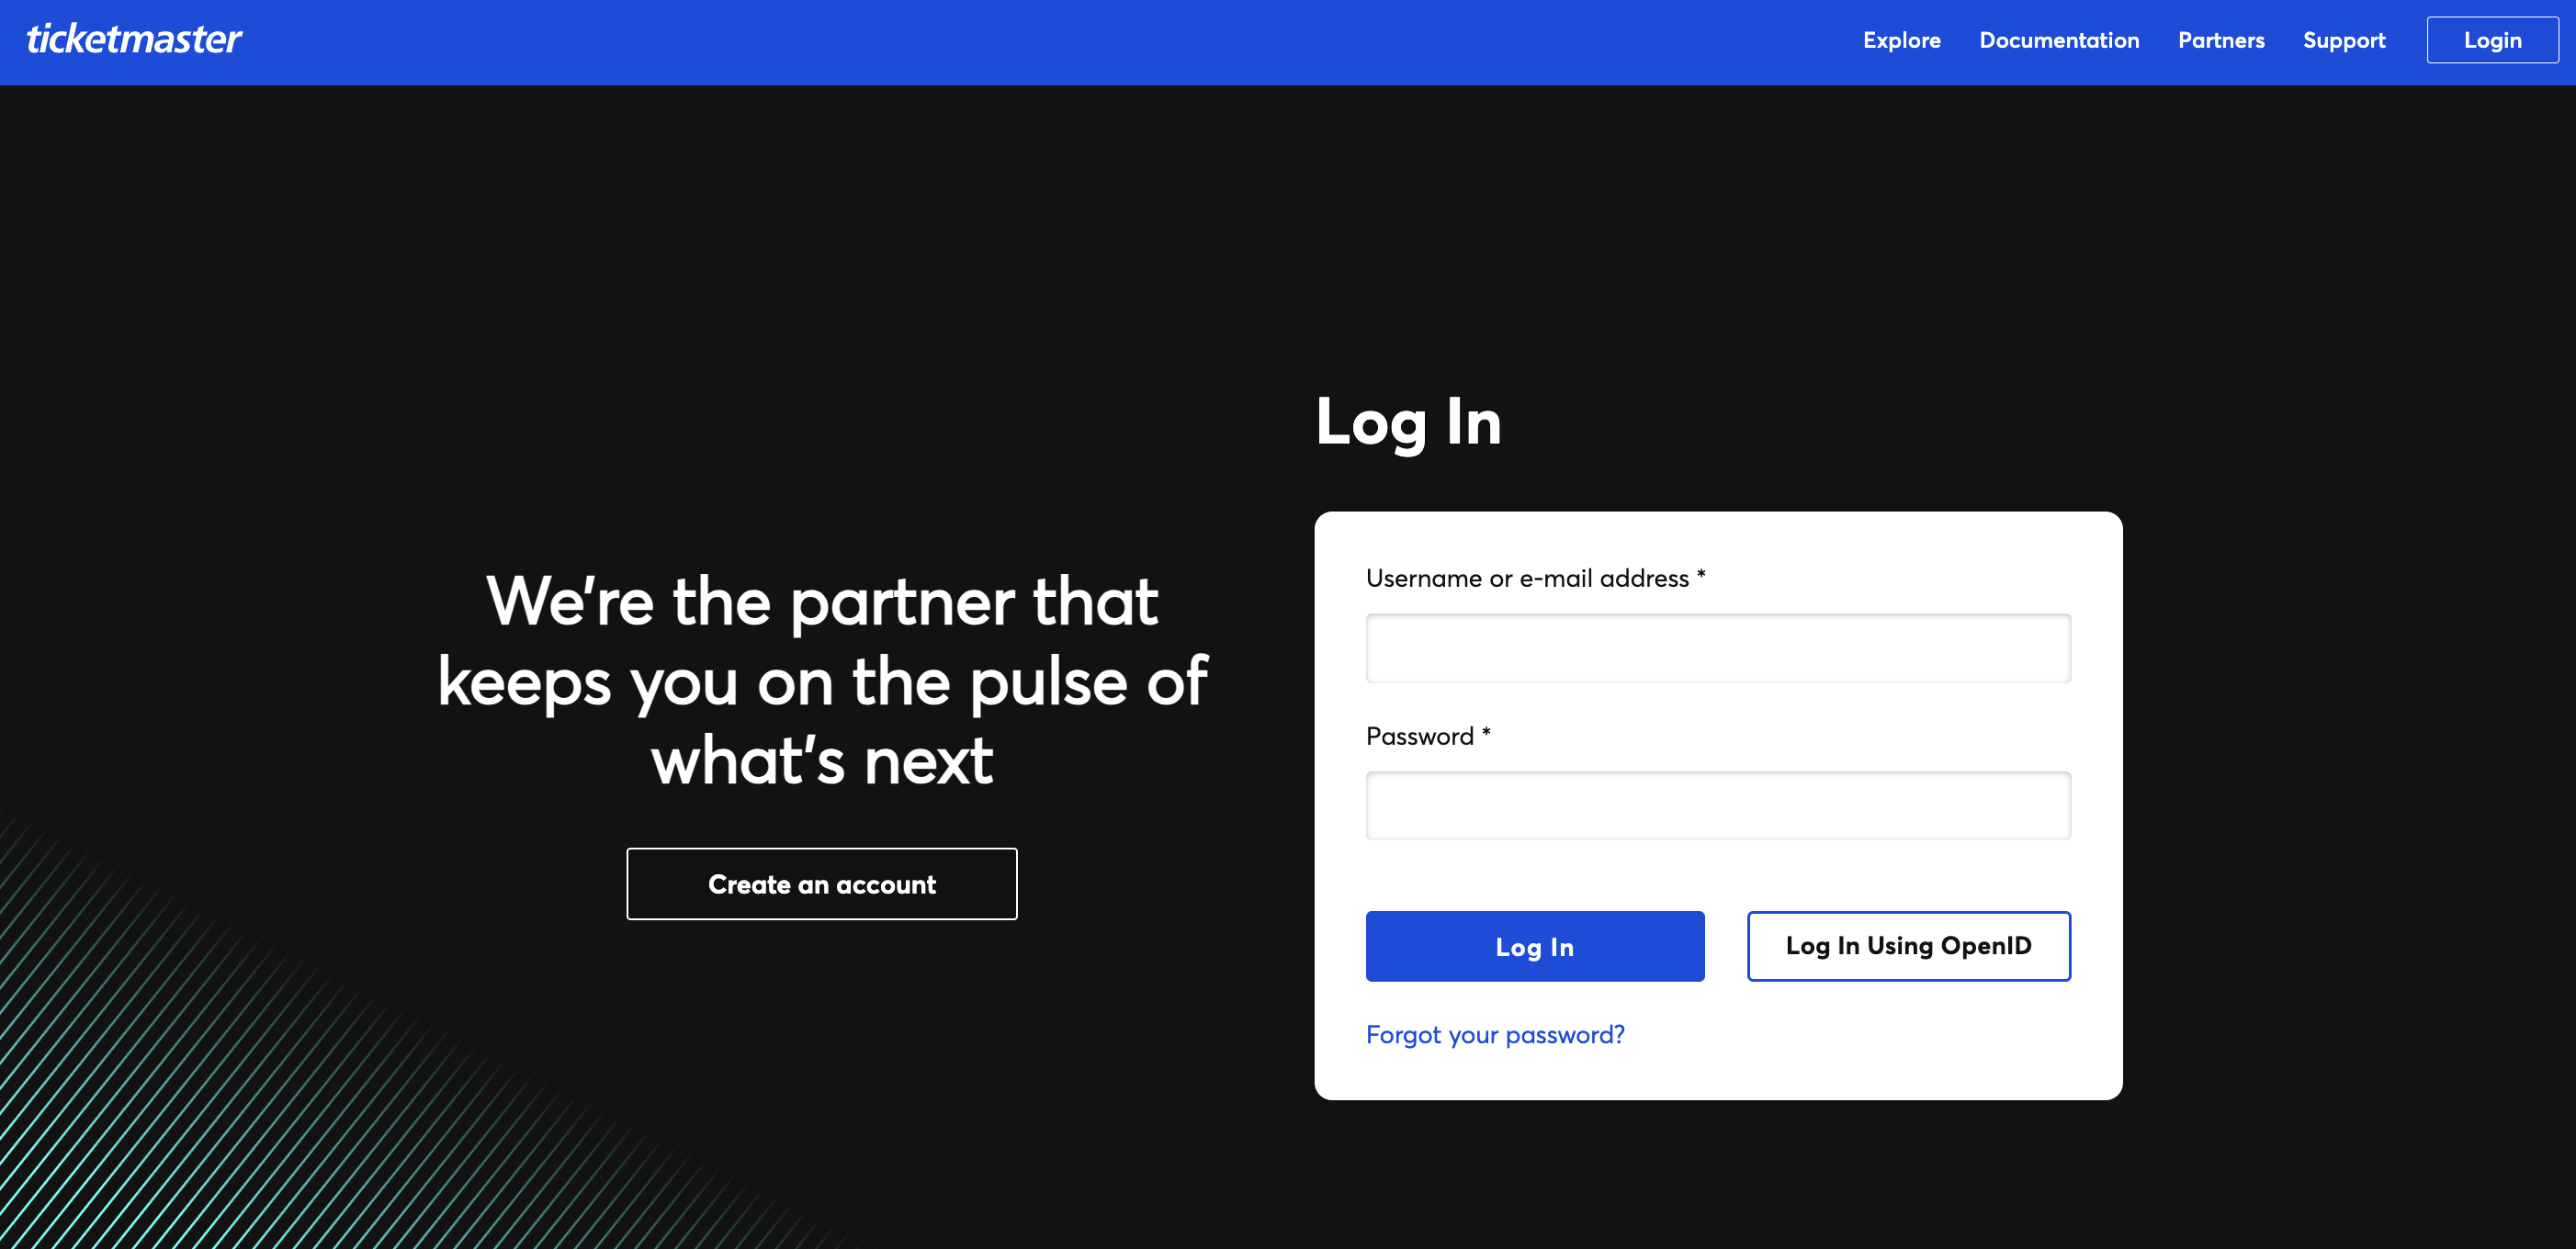 ticketmaster
Explore Documentation Partners Support Login
Log In
We're the partner that
keeps you on the pulse of
what's next
Create an account
Username or e-mail address *
Password *
Log In Log In Using OpenID
Forgot your password?